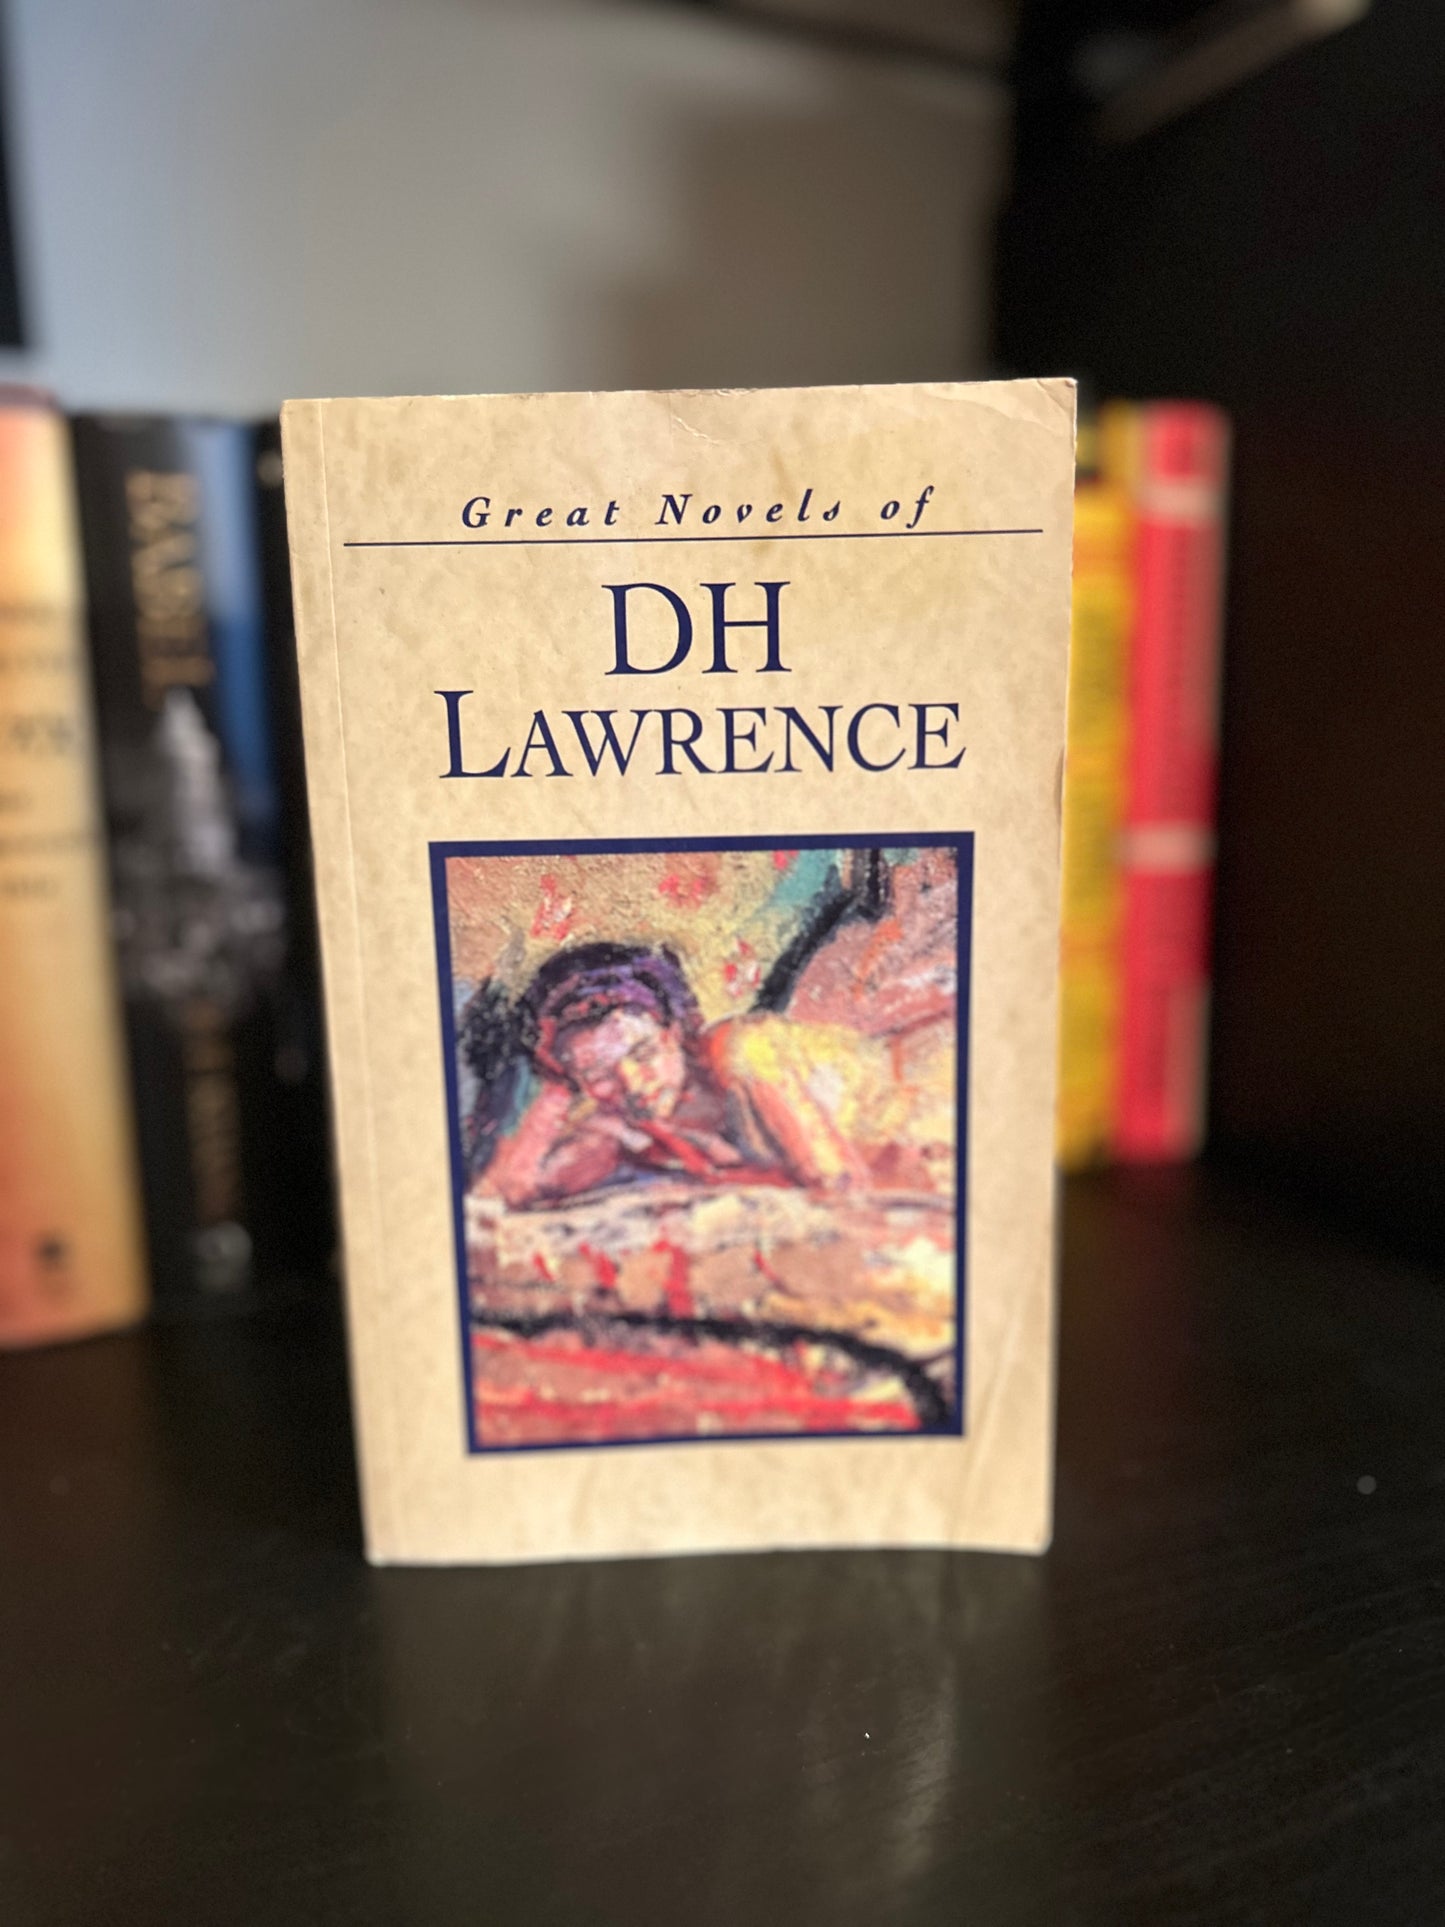 Great Novels of
DH
LAWRENCE